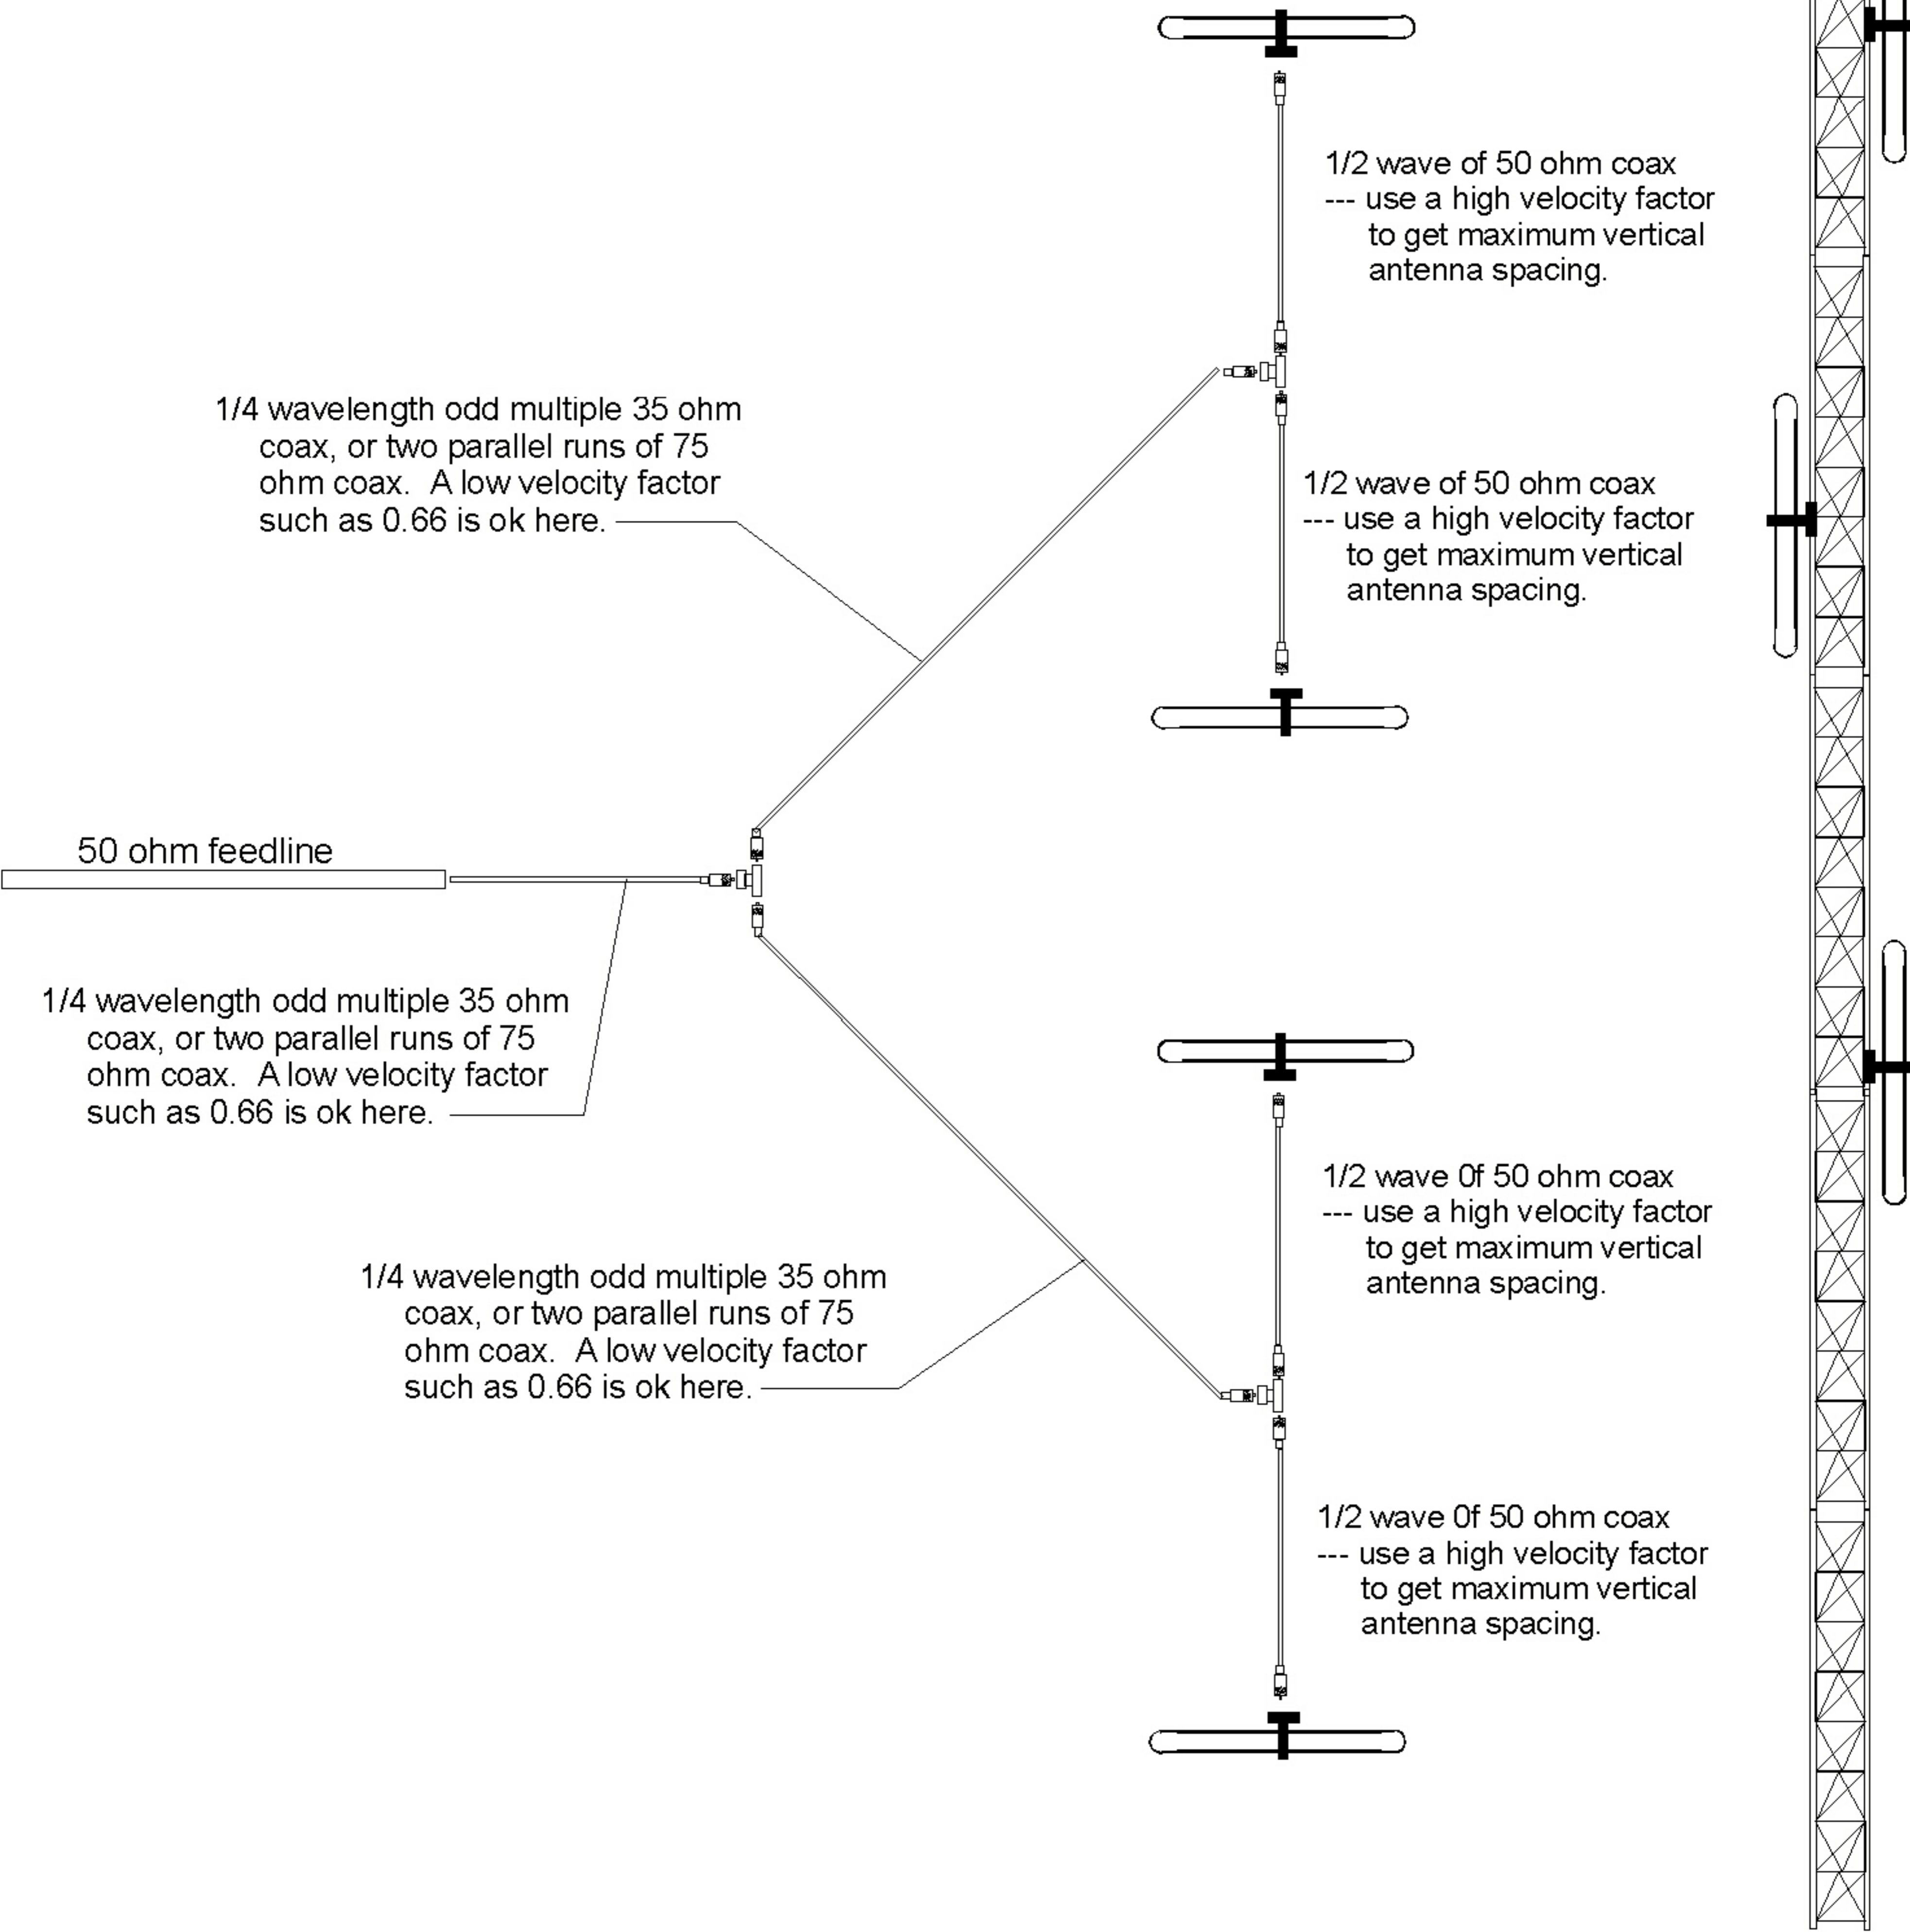 1/2 wave of 50 ohm coax
--- use a high velocity factor
to get maximum vertical
antenna spacing.
1/4 wavelength odd multiple 35 ohm
coax, or two parallel runs of 75
ohm coax.  A low velocity factor
such as 0.66 is ok here.
1/2 wave of 50 ohm coax
--- use a high velocity factor
to get maximum vertical
antenna spacing.
50 ohm feedline
1/4 wavelength odd multiple 35 ohm
coax, or two parallel runs of 75
ohm coax.  A low velocity factor
such as 0.66 is ok here.
1/2 wave 0f 50 ohm coax
--- use a high velocity factor
to get maximum vertical
antenna spacing.
1/4 wavelength odd multiple 35 ohm
coax, or two parallel runs of 75
ohm coax.  A low velocity factor
such as 0.66 is ok here.
1/2 wave 0f 50 ohm coax
--- use a high velocity factor
to get maximum vertical
antenna spacing.